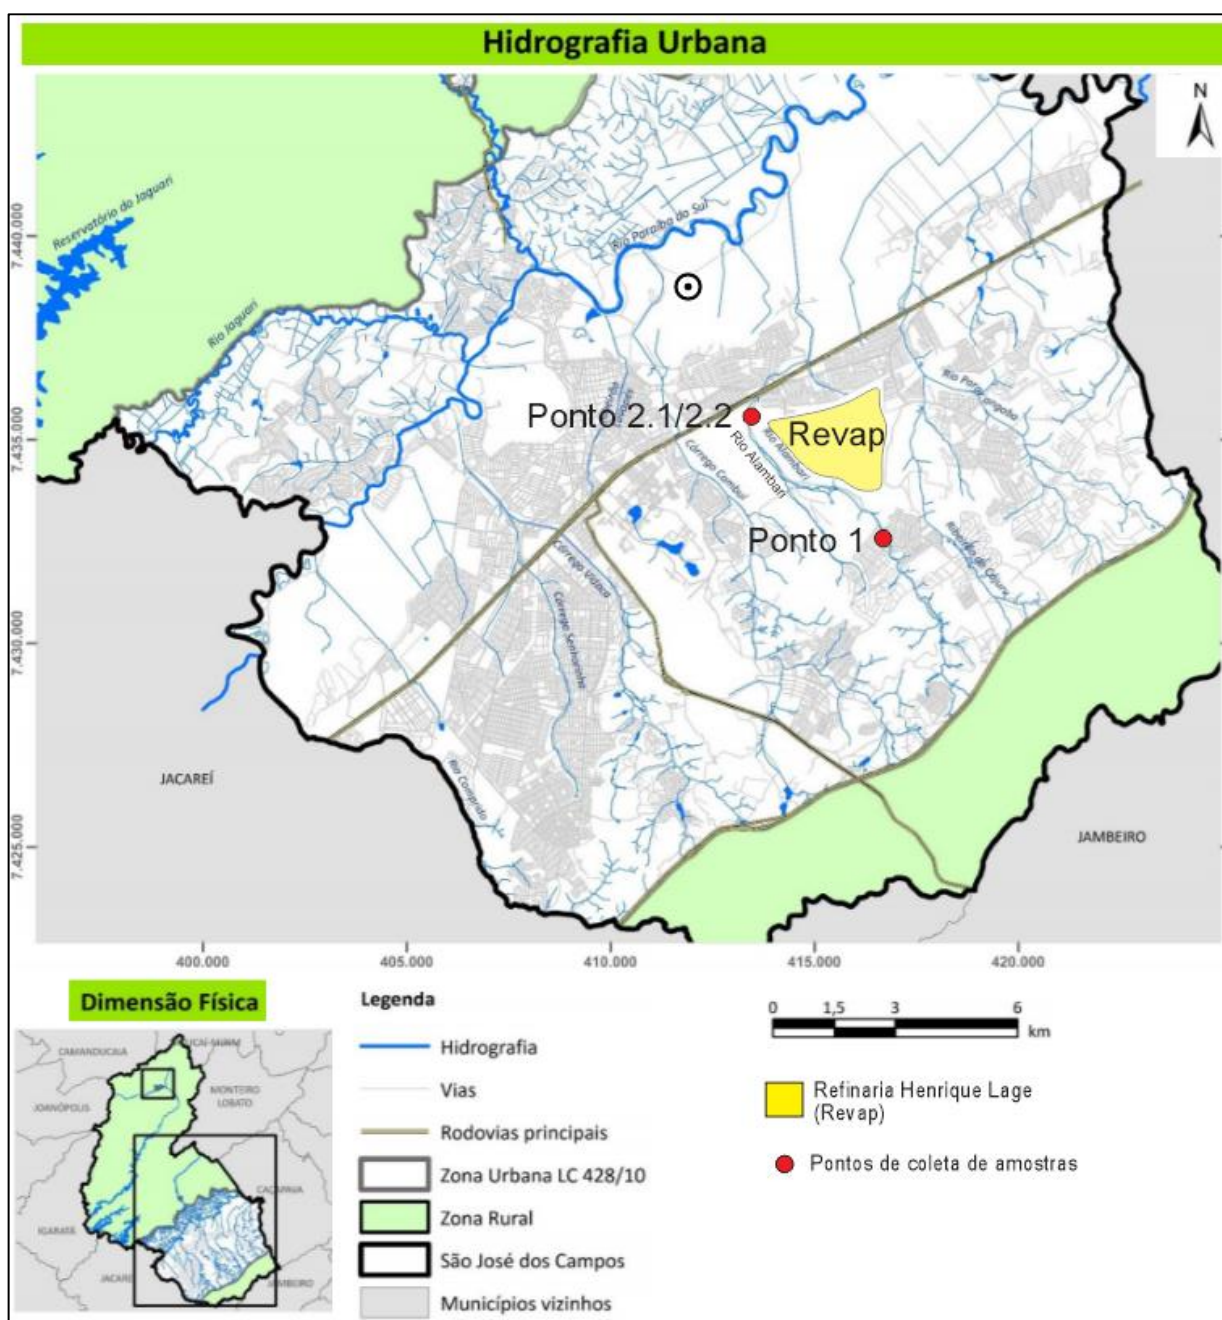 Hidrografia Urbana
N
7.440.000
7.435.000
7.430.000
7.425.000
Reservatório do Jaguari
Rio Jaguari
Rio Paraíba do Sul
Ponto 2.1/2.2
Revap
Rio Alambari
Rio Alambari
Córrego Cambuí
Ponto 1
Córrego Vidoca
Córrego Senhorinha
Rio Comprido
JACAREÍ
JAMBEIRO
400.000
405.000
410.000
415.000
420.000
Dimensão Física
CAMANDUCAIA
JOANÓPOLIS
MONTEIRO
LOBATO
CAÇAPAVA
IGARATÁ
JAMBEIRO
Legenda
Hidrografia
Vias
Rodovias principais
Zona Urbana LC 428/10
Zona Rural
São José dos Campos
Municípios vizinhos
0 1,5 3 6
km
Refinaria Henrique Lage
(Revap)
Pontos de coleta de amostras